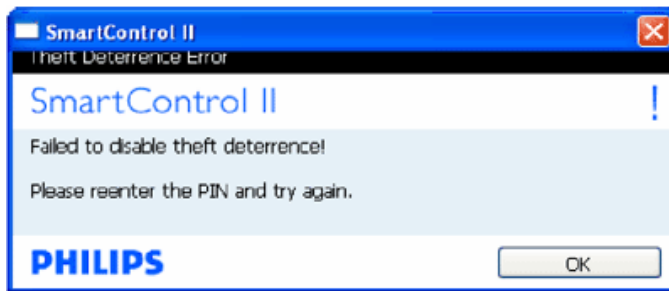 SmartControl II
Theft Deterrence Error
SmartControl II !
Failed to disable theft deterrence!
Please reenter the PIN and try again.
PHILIPS
OK